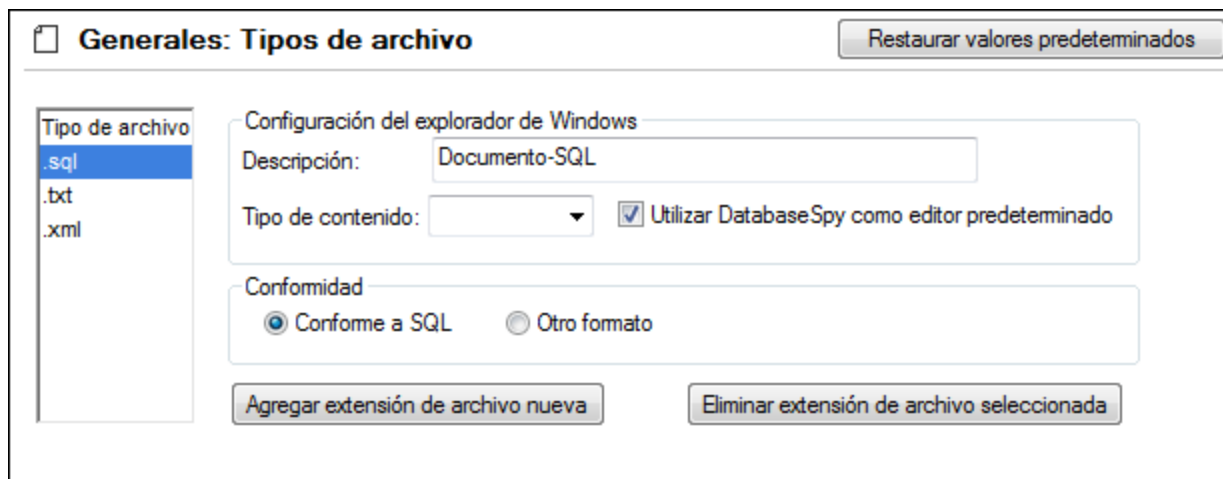 Generales: Tipos de archivo
Restaurar valores predeterminados
Tipo de archivo
.sql
.txt
.xml
Configuración del explorador de Windows
Descripción:
Documento-SQL
Tipo de contenido:
Utilizar DatabaseSpy como editor predeterminado
Conformidad
Conforme a SQL
Otro formato
Agregar extensión de archivo nueva
Eliminar extensión de archivo seleccionada